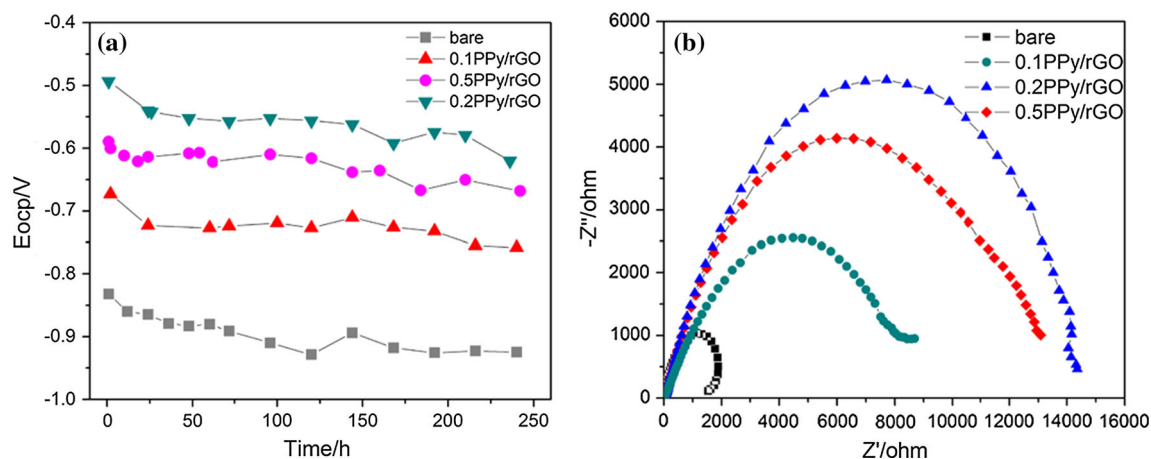 (a)
bare
0.1PPy/rGO
0.5PPy/rGO
0.2PPy/rGO
-0.4
-0.5
-0.6
-0.7
-0.8
-0.9
-1.0
Eocp/V
0 50 100 150 200 250
Time/h
(b)
bare
0.1PPy/rGO
0.2PPy/rGO
0.5PPy/rGO
6000
5000
4000
3000
2000
1000
0
-Z"/ohm
0 2000 4000 6000 8000 10000 12000 14000 16000
Z'/ohm